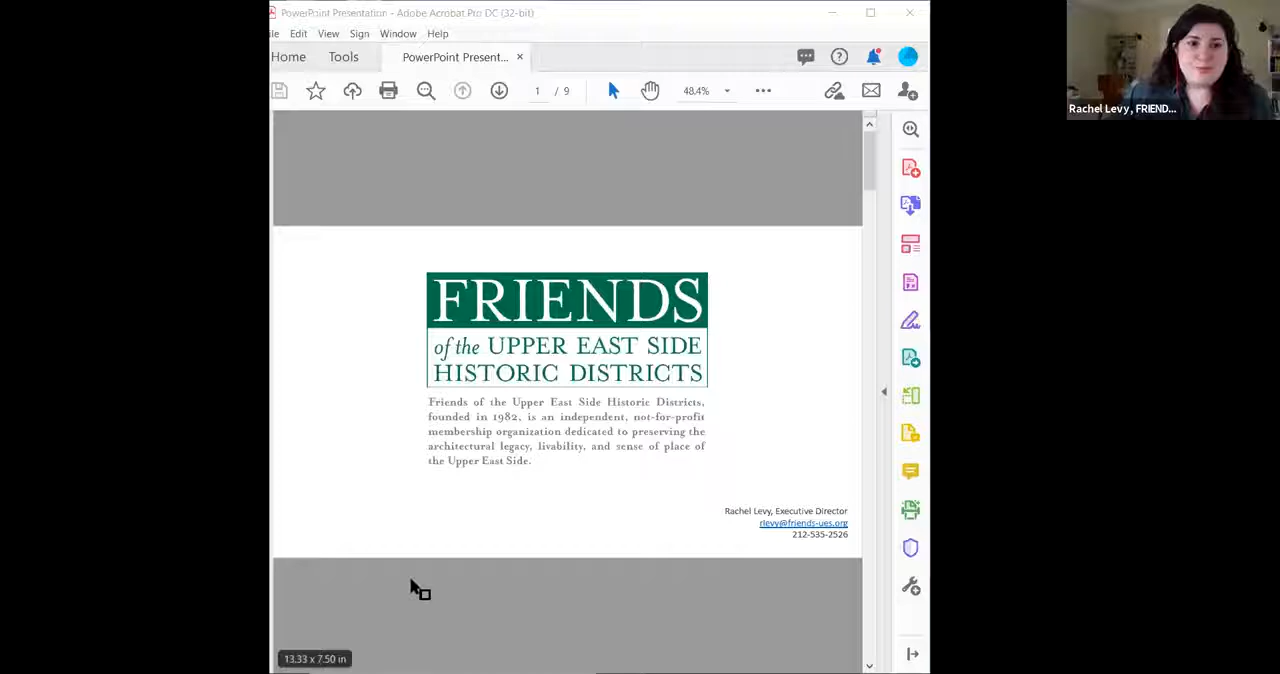 PowerPoint Presentation - Adobe Acrobat Pro DC (32-bit)
ile Edit View Sign Window Help
Home Tools PowerPoint Present... ×
1 / 9 48.4%
FRIENDS
of the UPPER EAST SIDE
HISTORIC DISTRICTS
Friends of the Upper East Side Historic Districts,
founded in 1982, is an independent, not-for-profit
membership organization dedicated to preserving the
architectural legacy, livability, and sense of place of
the Upper East Side.
Rachel Levy, Executive Director
rlevy@friends-ues.org
212-535-2526
13.33 x 7.50 in
Rachel Levy, FRIEND...